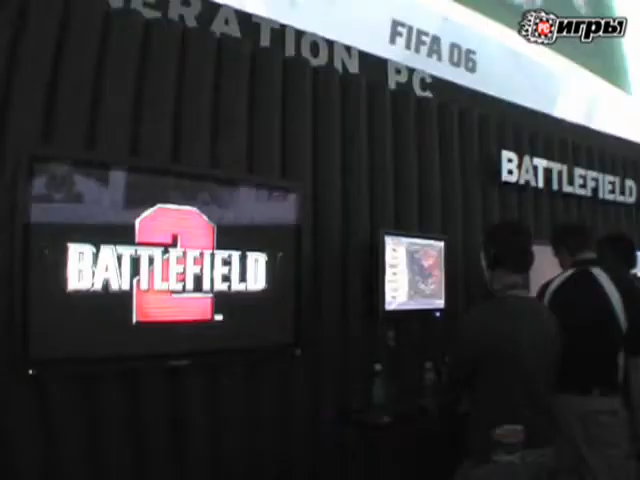 NERATION PC
FIFA 06
игры
BATTLEFIELD
BATTLEFIELD
2